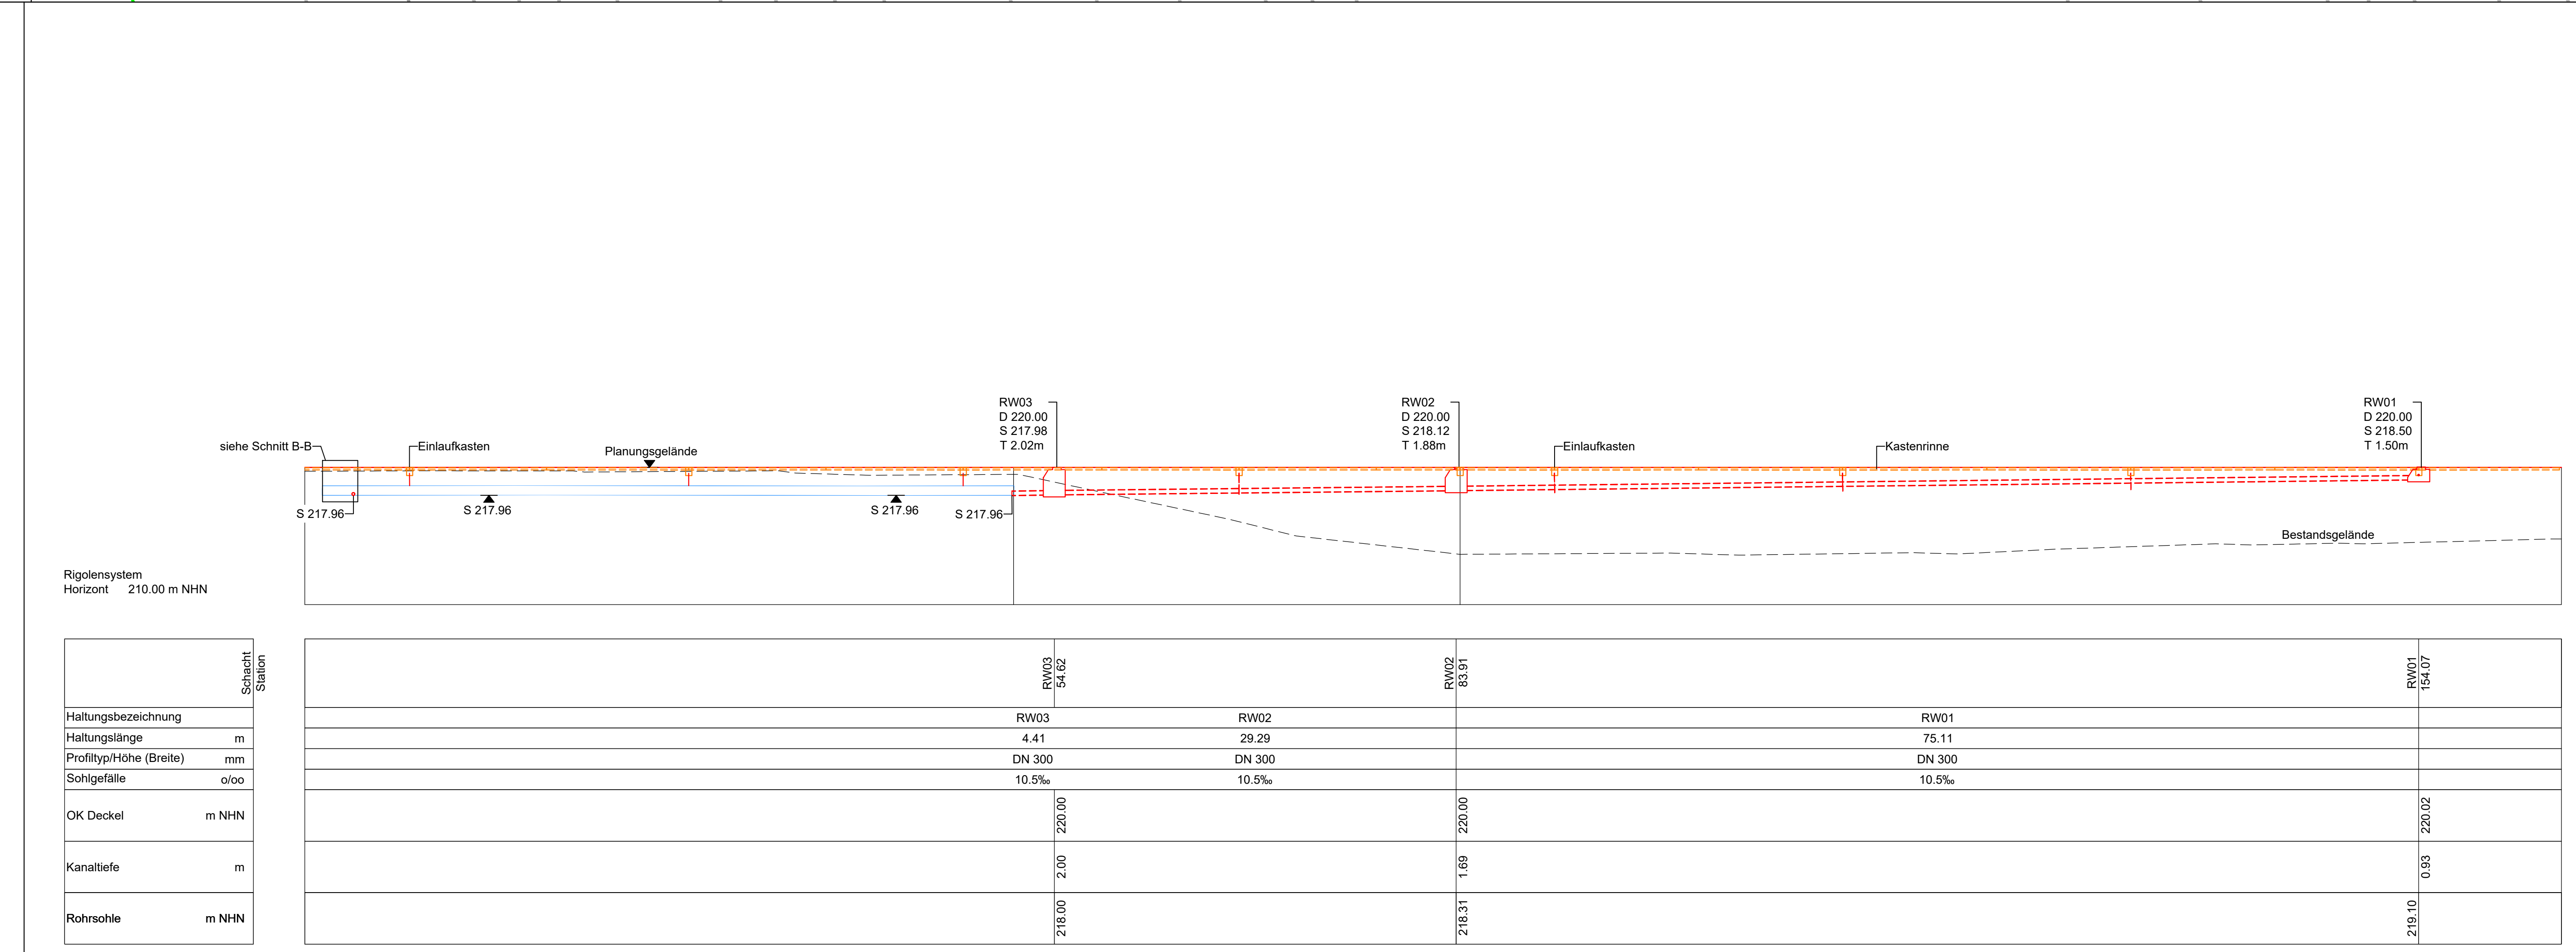 RW03
D 220.00
S 217.98
T 2.02m
RW02
D 220.00
S 218.12
T 1.88m
RW01
D 220.00
S 218.50
T 1.50m
siehe Schnitt B-B
Einlaufkasten
Planungsgelände
Einlaufkasten
Kastenrinne
S 217.96
S 217.96
S 217.96
S 217.96
Bestandsgelände
Rigolensystem
Horizont 210.00 m NHN
Schacht
Station
RW03
54.62
RW02
83.91
RW01
154.07
Haltungsbezeichnung RW03 RW02 RW01
Haltungslänge m 4.41 29.29 75.11
Profiltyp/Höhe (Breite) mm DN 300 DN 300 DN 300
Sohlgefälle o/oo 10.5‰ 10.5‰ 10.5‰
OK Deckel m NHN 220.00 220.00 220.02
Kanaltiefe m 2.00 1.69 0.93
Rohrsohle m NHN 218.00 218.31 219.10